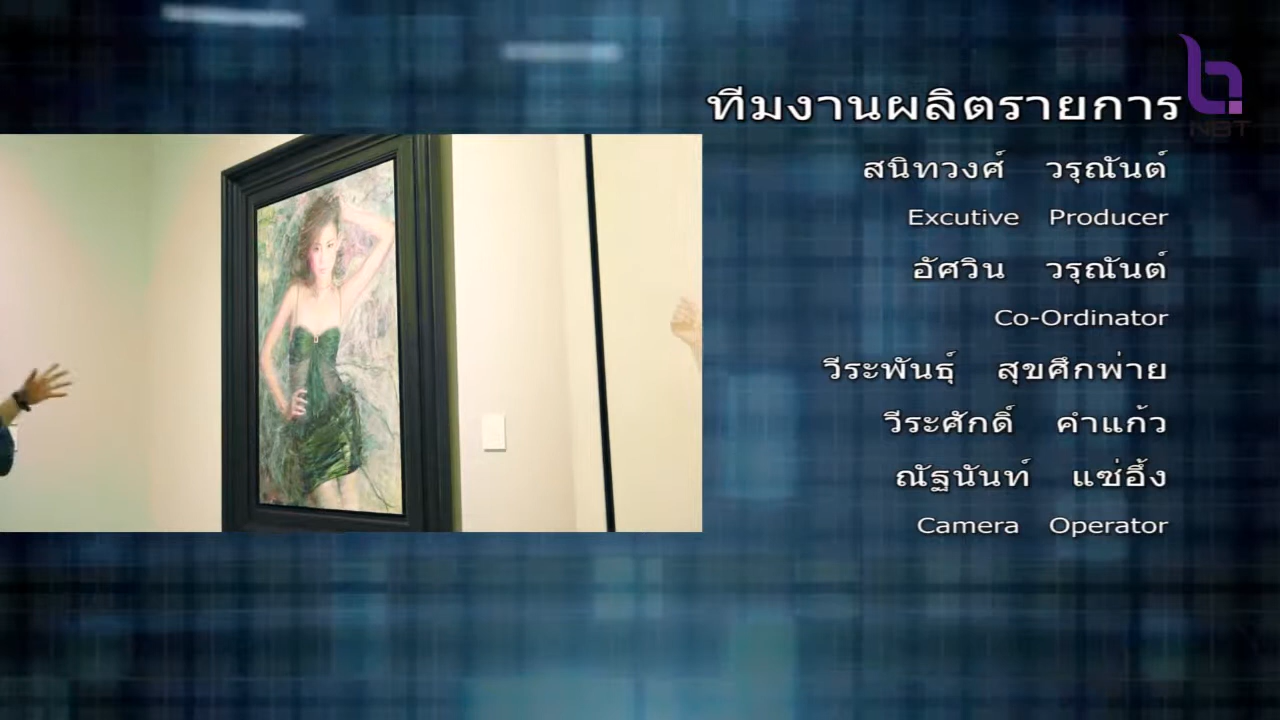 ทีมงานผลิตรายการ
NBT
สนิทวงศ์ วรุณันต์
Excutive Producer
อัศวิน วรุณันต์
Co-Ordinator
วีระพันธุ์ สุขศึกพ่าย
วีระศักดิ์ คำแก้ว
ณัฐนันท์ แซ่อึ้ง
Camera Operator